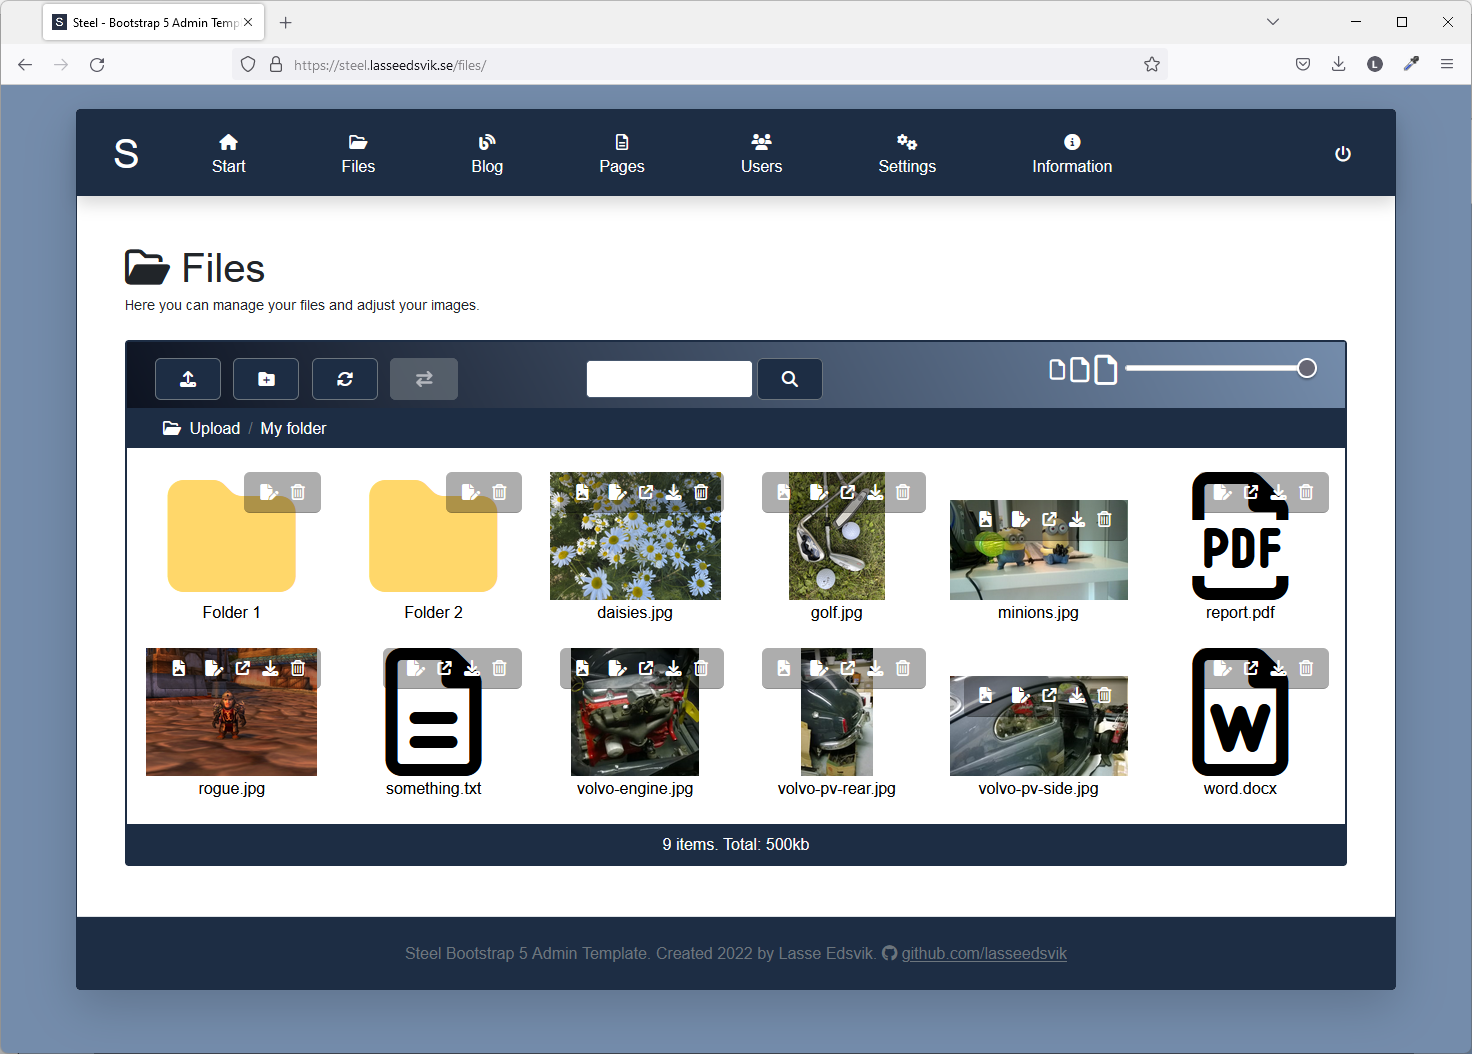 S Steel - Bootstrap 5 Admin Temp
https://steel.lasseedsvik.se/files/
L
S
Start
Files
Blog
Pages
Users
Settings
Information
Files
Here you can manage your files and adjust your images.
Upload / My folder
Folder 1
Folder 2
daisies.jpg
golf.jpg
minions.jpg
PDF
report.pdf
rogue.jpg
something.txt
volvo-engine.jpg
volvo-pv-rear.jpg
volvo-pv-side.jpg
W
word.docx
9 items. Total: 500kb
Steel Bootstrap 5 Admin Template. Created 2022 by Lasse Edsvik. github.com/lasseedsvik